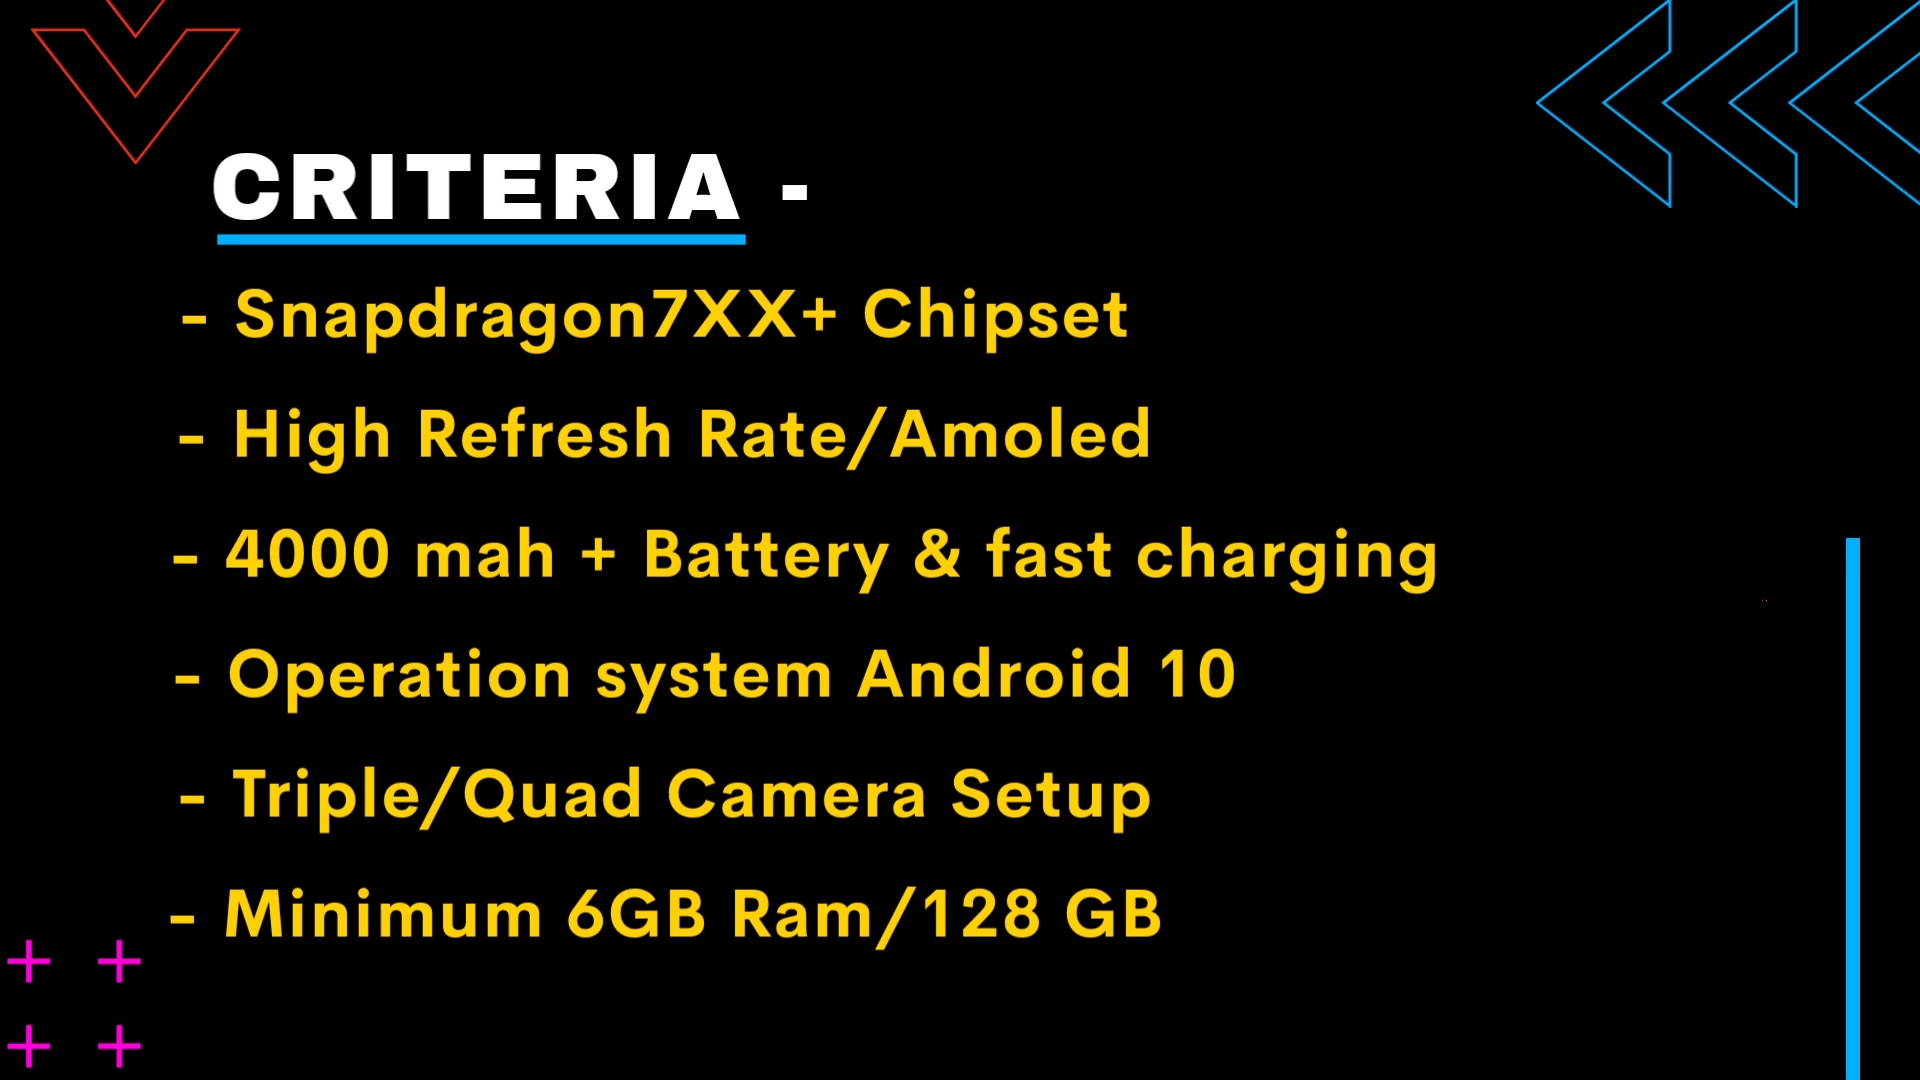 CRITERIA -
- Snapdragon7XX+ Chipset
- High Refresh Rate/Amoled
- 4000 mah + Battery & fast charging
- Operation system Android 10
- Triple/Quad Camera Setup
- Minimum 6GB Ram/128 GB